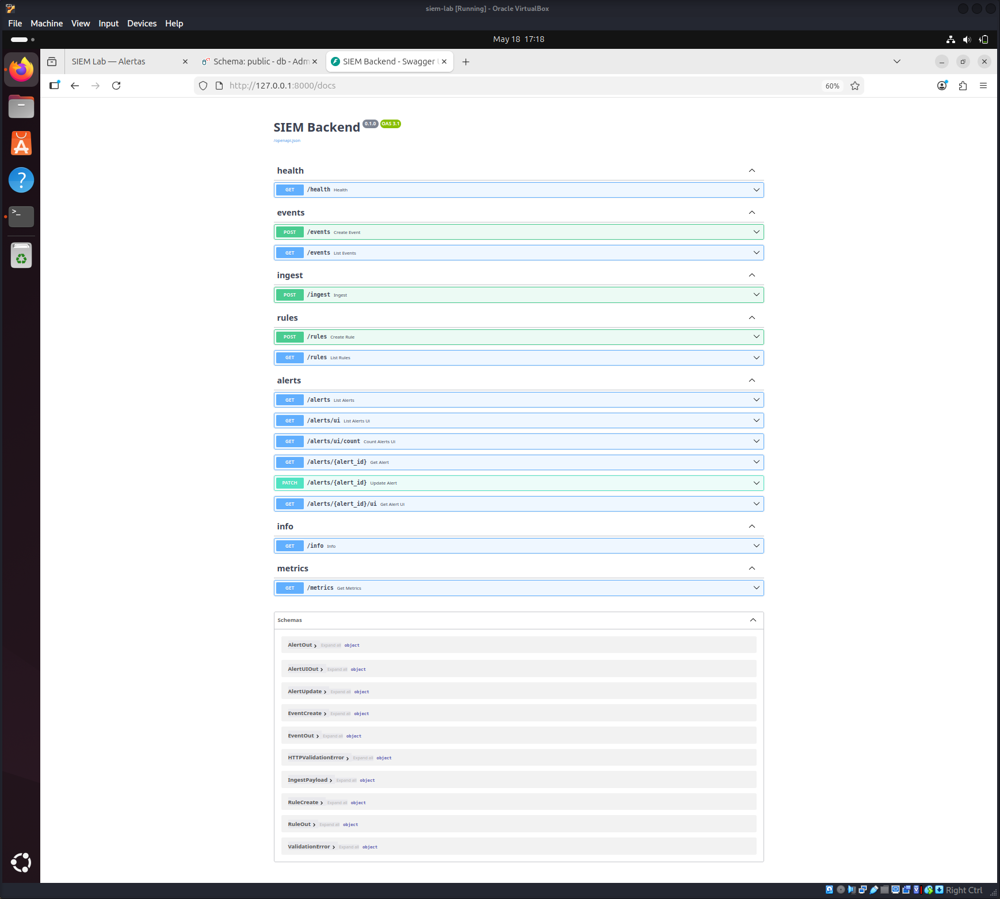 siem-lab [Running] - Oracle VirtualBox
File Machine View Input Devices Help
May 18 17:18
SIEM Lab — Alertas
Schema: public - db - Adm
SIEM Backend - Swagger
http://127.0.0.1:8000/docs
60%
SIEM Backend 0.1.0 OAS 3.1
/openapi.json
health
GET /health Health
events
POST /events Create Event
GET /events List Events
ingest
POST /ingest Ingest
rules
POST /rules Create Rule
GET /rules List Rules
alerts
GET /alerts List Alerts
GET /alerts/ui List Alerts Ui
GET /alerts/ui/count Count Alerts Ui
GET /alerts/{alert_id} Get Alert
PATCH /alerts/{alert_id} Update Alert
GET /alerts/{alert_id}/ui Get Alert Ui
info
GET /info Info
metrics
GET /metrics Get Metrics
Schemas
AlertOut Expand all object
AlertUIOut Expand all object
AlertUpdate Expand all object
EventCreate Expand all object
EventOut Expand all object
HTTPValidationError Expand all object
IngestPayload Expand all object
RuleCreate Expand all object
RuleOut Expand all object
ValidationError Expand all object
Right Ctrl